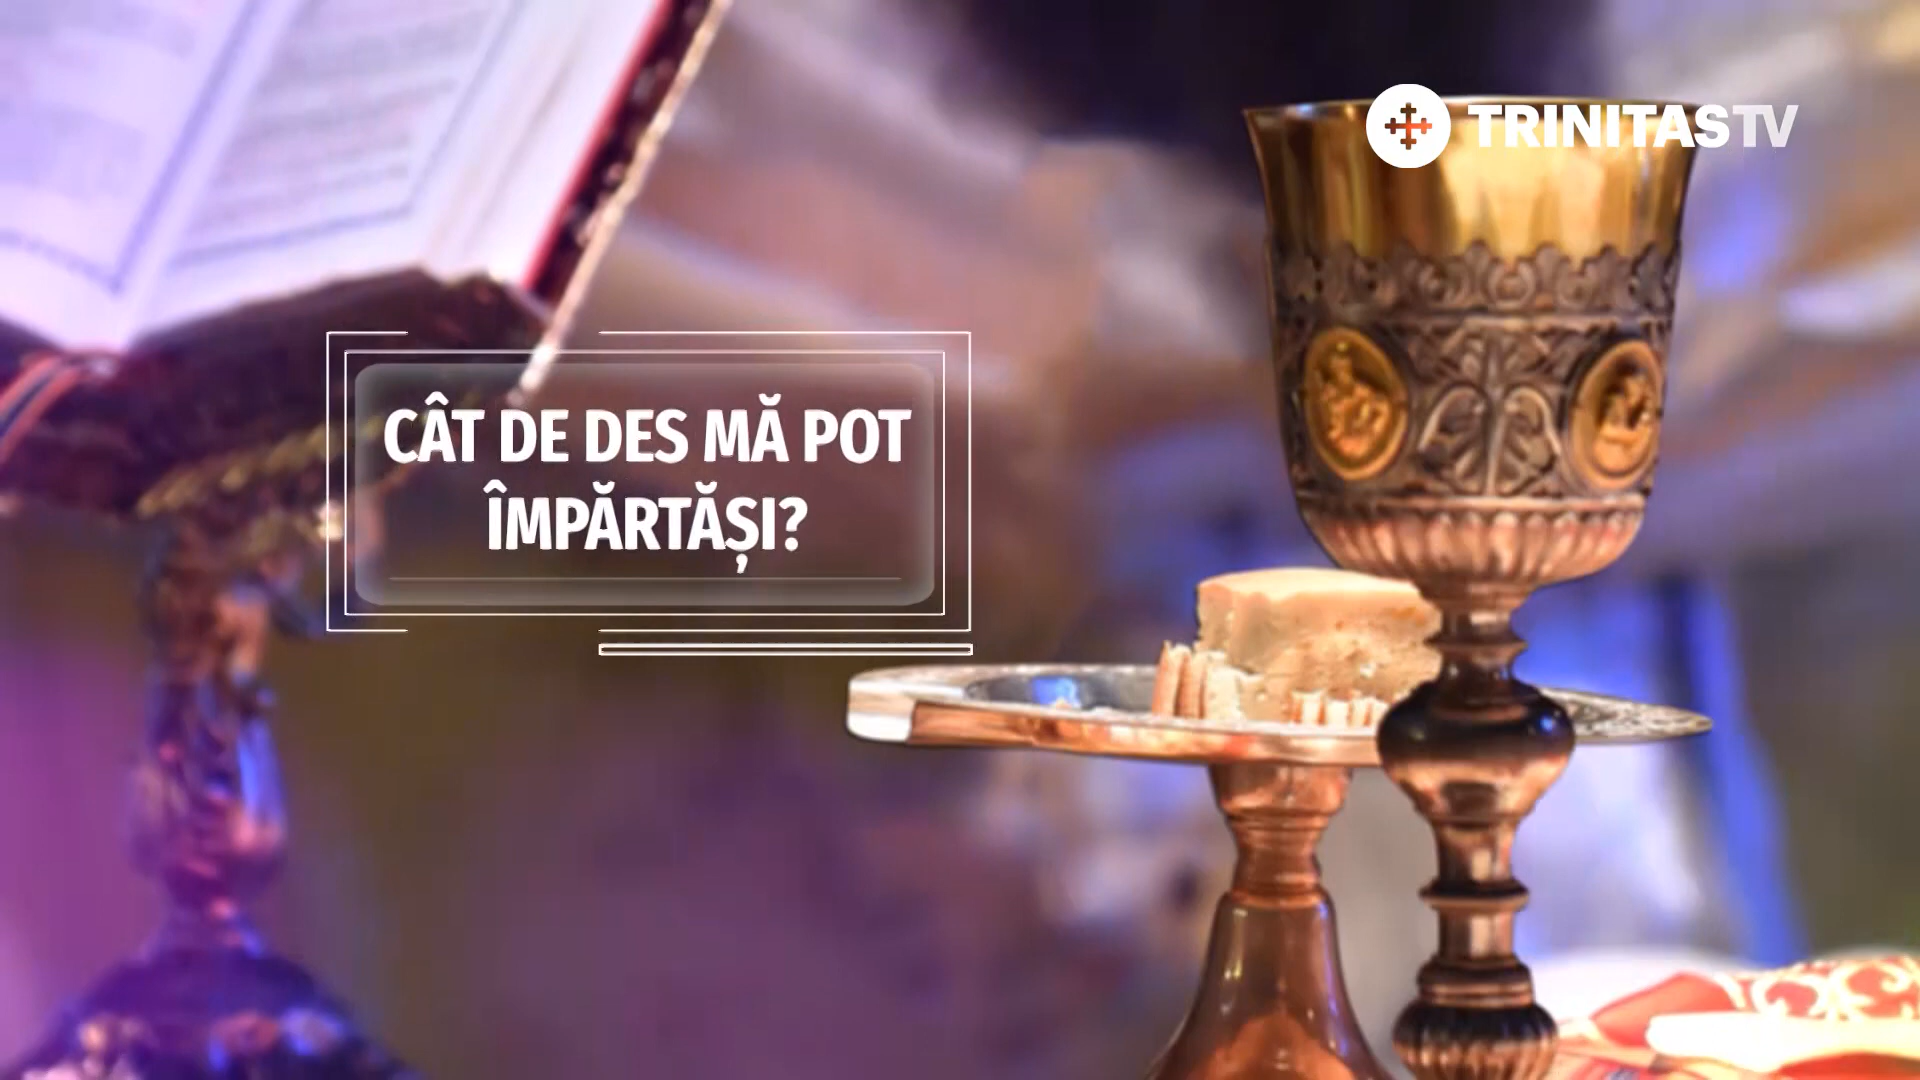 TRINITASTV
CÂT DE DES MĂ POT
ÎMPĂRTĂȘI?